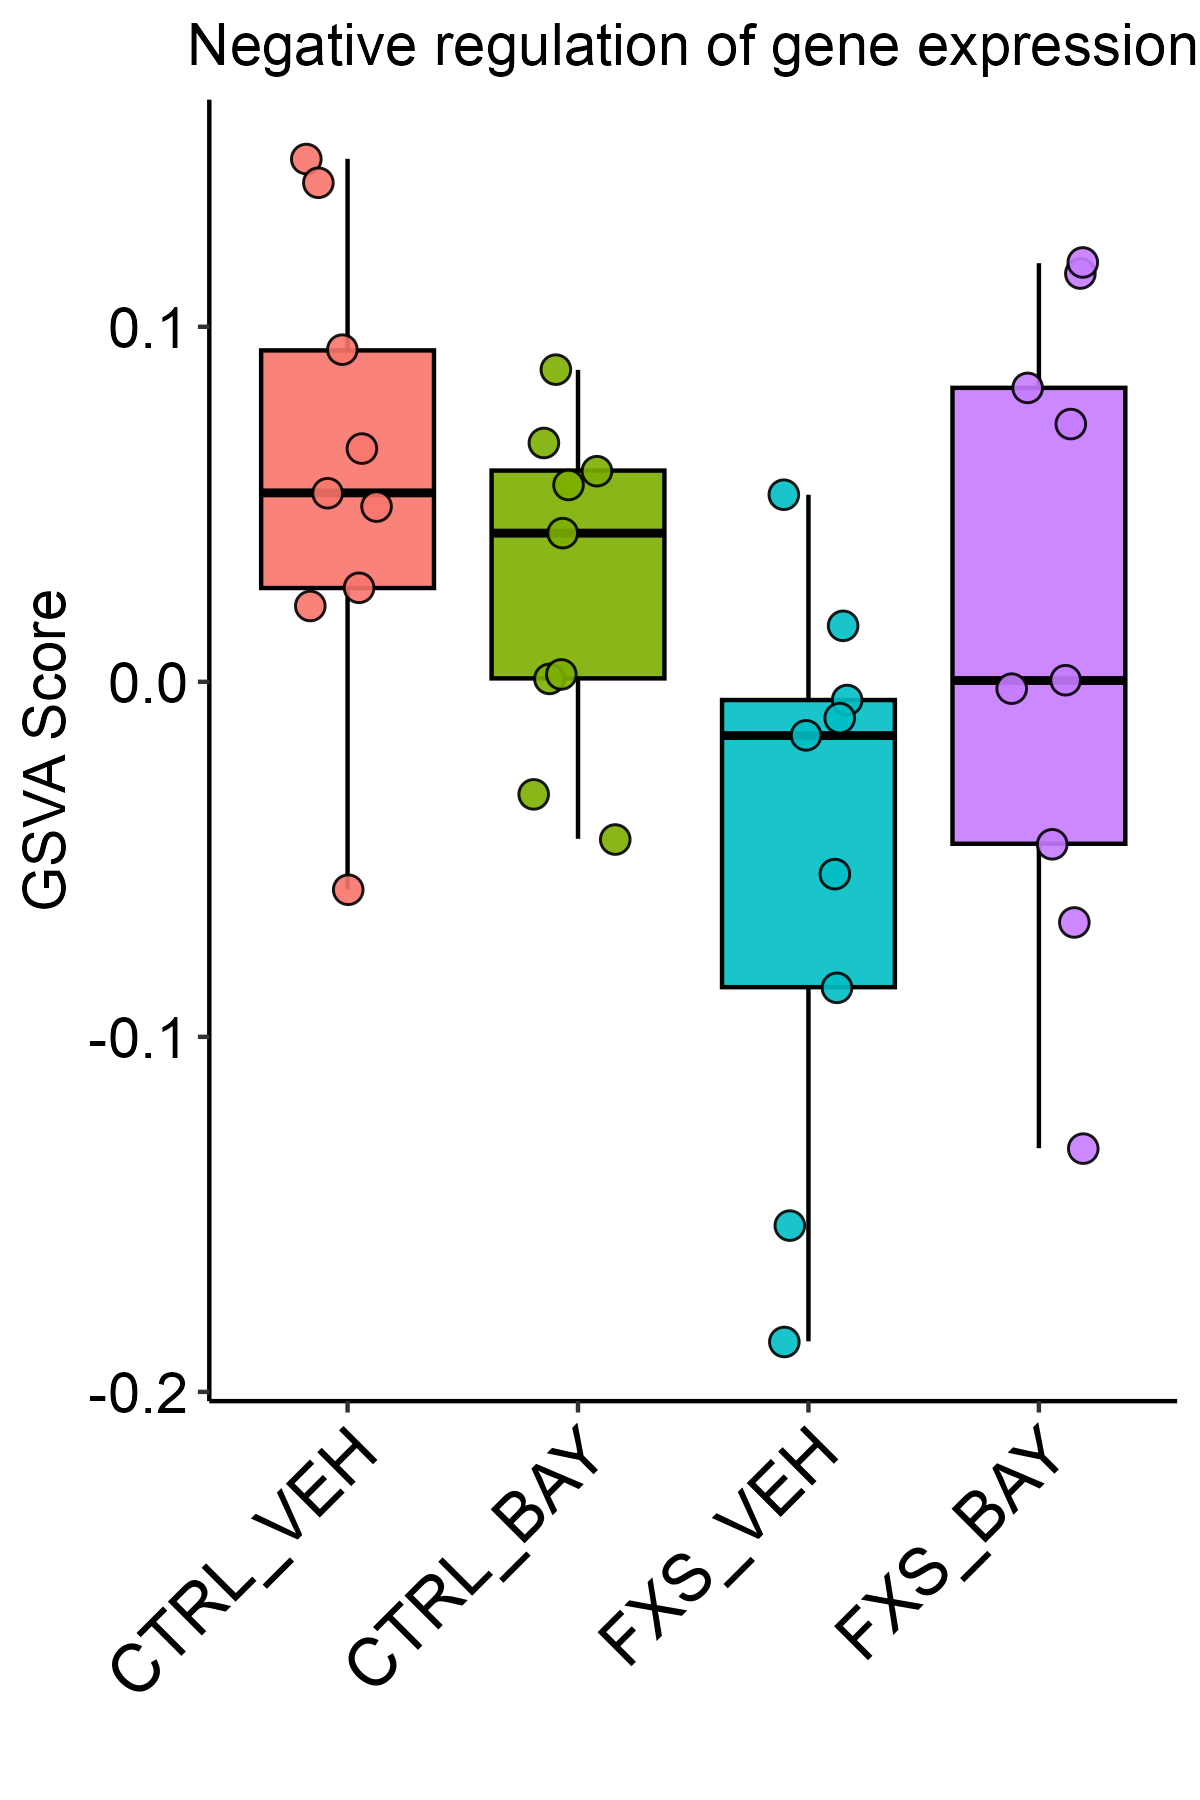 Negative regulation of gene expression
GSVA Score
0.1
0.0
-0.1
-0.2
CTRL_VEH
CTRL_BAY
FXS_VEH
FXS_BAY